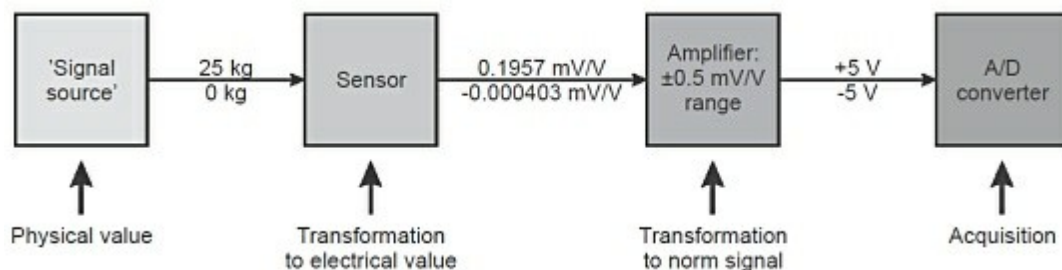 'Signal
source'
25 kg
0 kg
Sensor
0.1957 mV/V
-0.000403 mV/V
Amplifier:
±0.5 mV/V
range
+5 V
-5 V
A/D
converter
Physical value
Transformation
to electrical value
Transformation
to norm signal
Acquisition